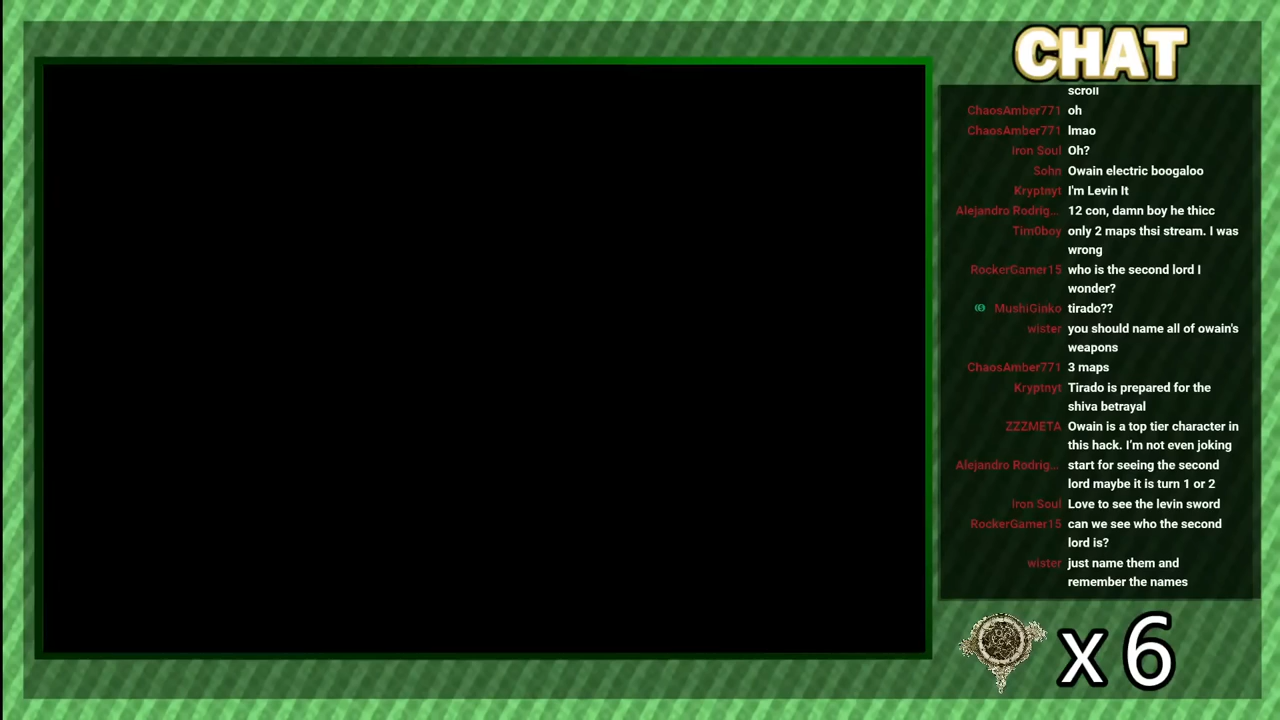 CHAT
scroll
ChaosAmber771 oh
ChaosAmber771 lmao
Iron Soul Oh?
Sohn Owain electric boogaloo
Kryptnyt I'm Levin It
Alejandro Rodrig... 12 con, damn boy he thicc
Tim0boy only 2 maps thsi stream. I was
wrong
RockerGamer15 who is the second lord I
wonder?
MushiGinko tirado??
wister you should name all of owain's
weapons
ChaosAmber771 3 maps
Kryptnyt Tirado is prepared for the
shiva betrayal
ZZZMETA Owain is a top tier character in
this hack. I'm not even joking
Alejandro Rodrig... start for seeing the second
lord maybe it is turn 1 or 2
Iron Soul Love to see the levin sword
RockerGamer15 can we see who the second
lord is?
wister just name them and
remember the names
x 6